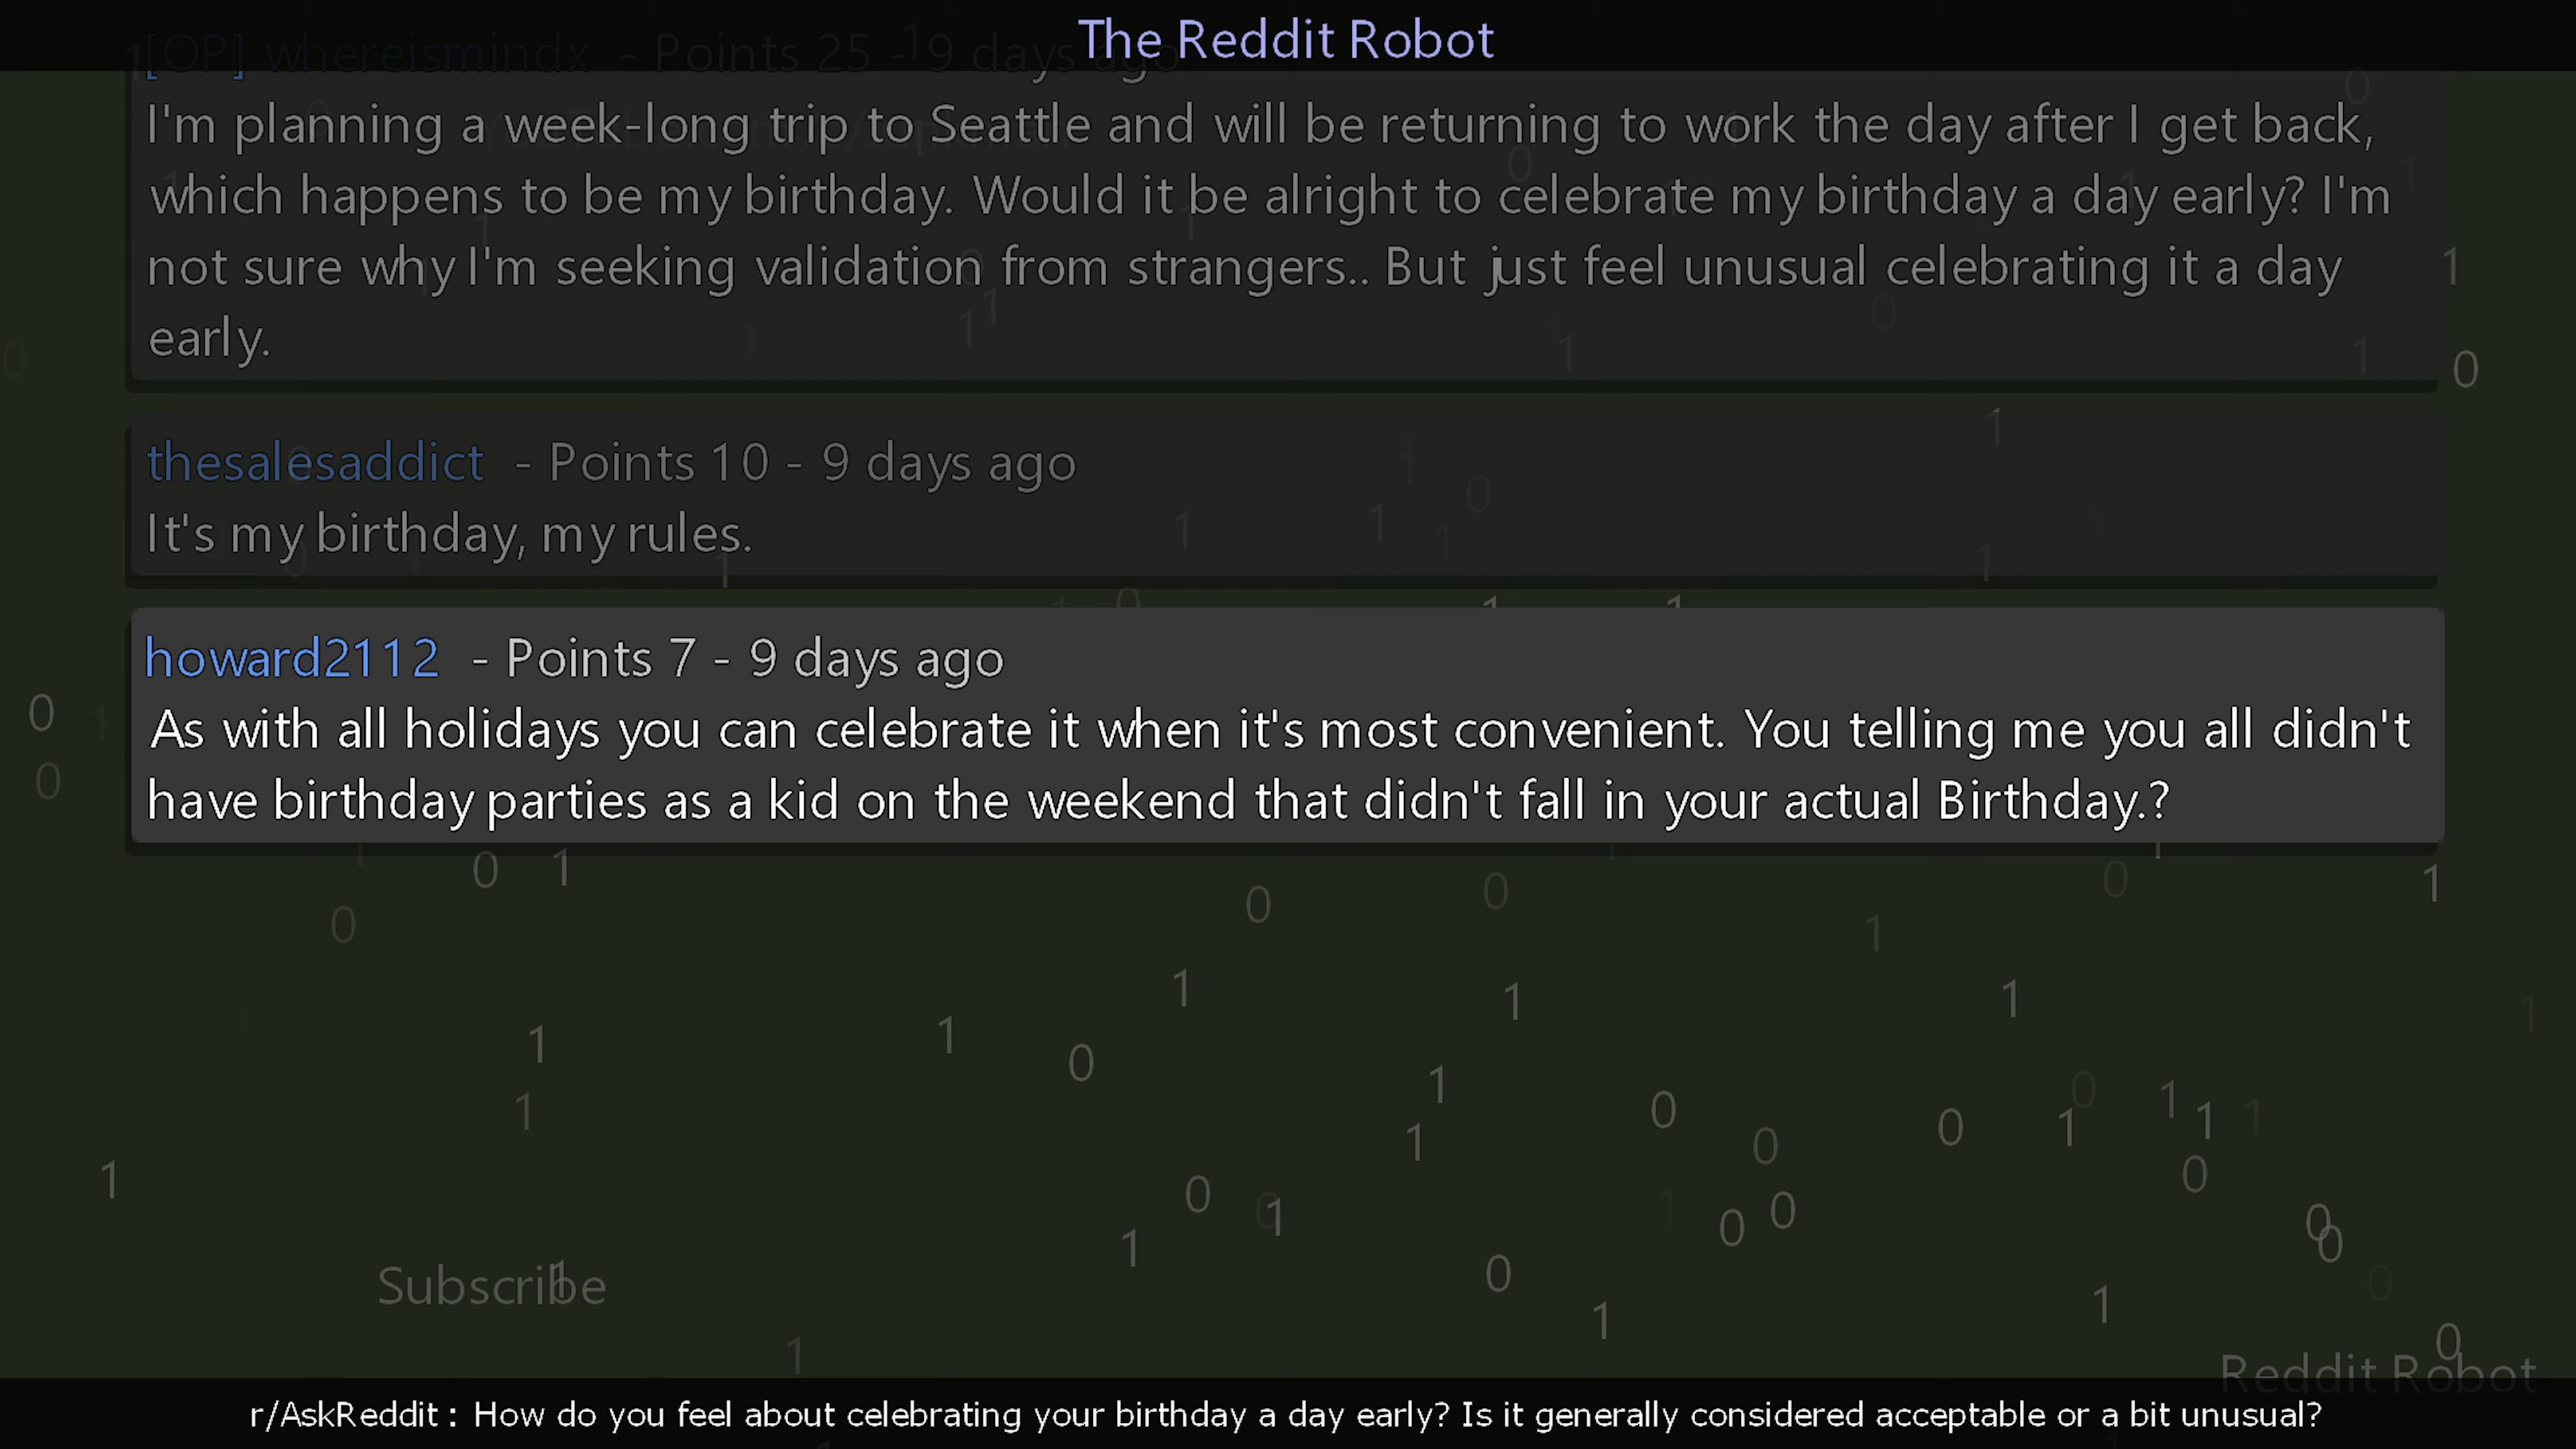 The Reddit Robot
[OP] whereismindx - Points 25 - 9 days ago
I'm planning a week-long trip to Seattle and will be returning to work the day after I get back,
which happens to be my birthday. Would it be alright to celebrate my birthday a day early? I'm
not sure why I'm seeking validation from strangers.. But just feel unusual celebrating it a day
early.
thesalesaddict - Points 10 - 9 days ago
It's my birthday, my rules.
howard2112 - Points 7 - 9 days ago
As with all holidays you can celebrate it when it's most convenient. You telling me you all didn't
have birthday parties as a kid on the weekend that didn't fall in your actual Birthday.?
Subscribe
Reddit Robot
r/AskReddit : How do you feel about celebrating your birthday a day early? Is it generally considered acceptable or a bit unusual?